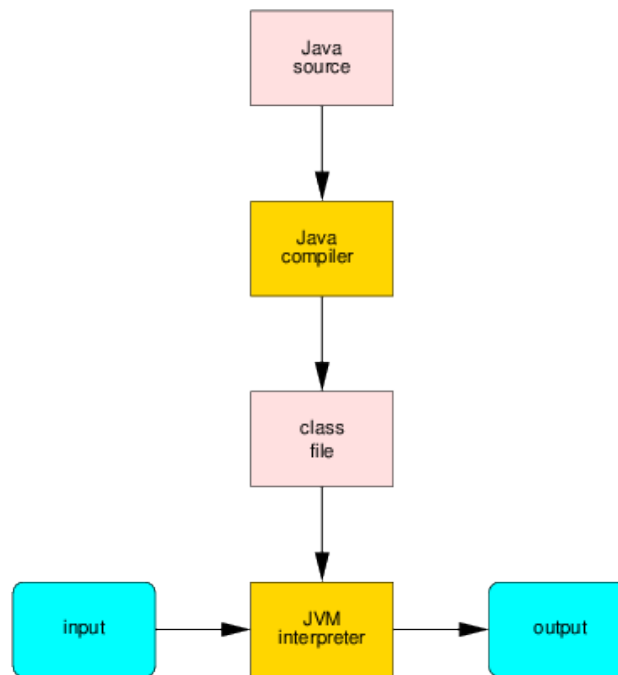 Java
source
Java
compiler
class
file
input
JVM
interpreter
output